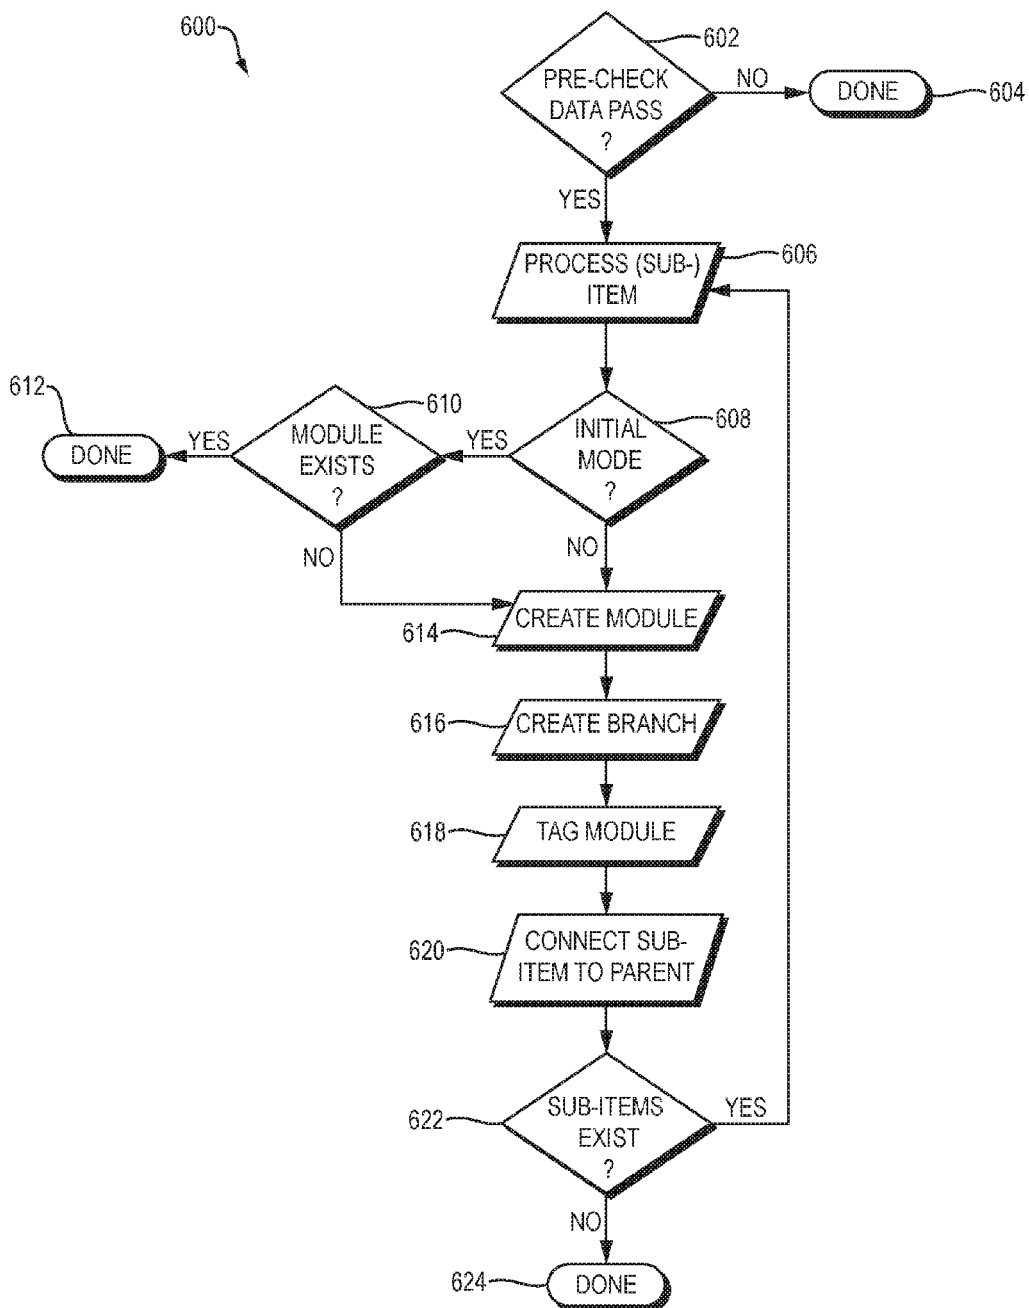 600
602
PRE-CHECK
DATA PASS
?
NO
DONE
604
YES
PROCESS (SUB-)
ITEM
606
612
DONE
YES
610
MODULE
EXISTS
?
YES
608
INITIAL
MODE
?
NO
NO
614
CREATE MODULE
616
CREATE BRANCH
618
TAG MODULE
620
CONNECT SUB-
ITEM TO PARENT
622
SUB-ITEMS
EXIST
?
YES
NO
624
DONE